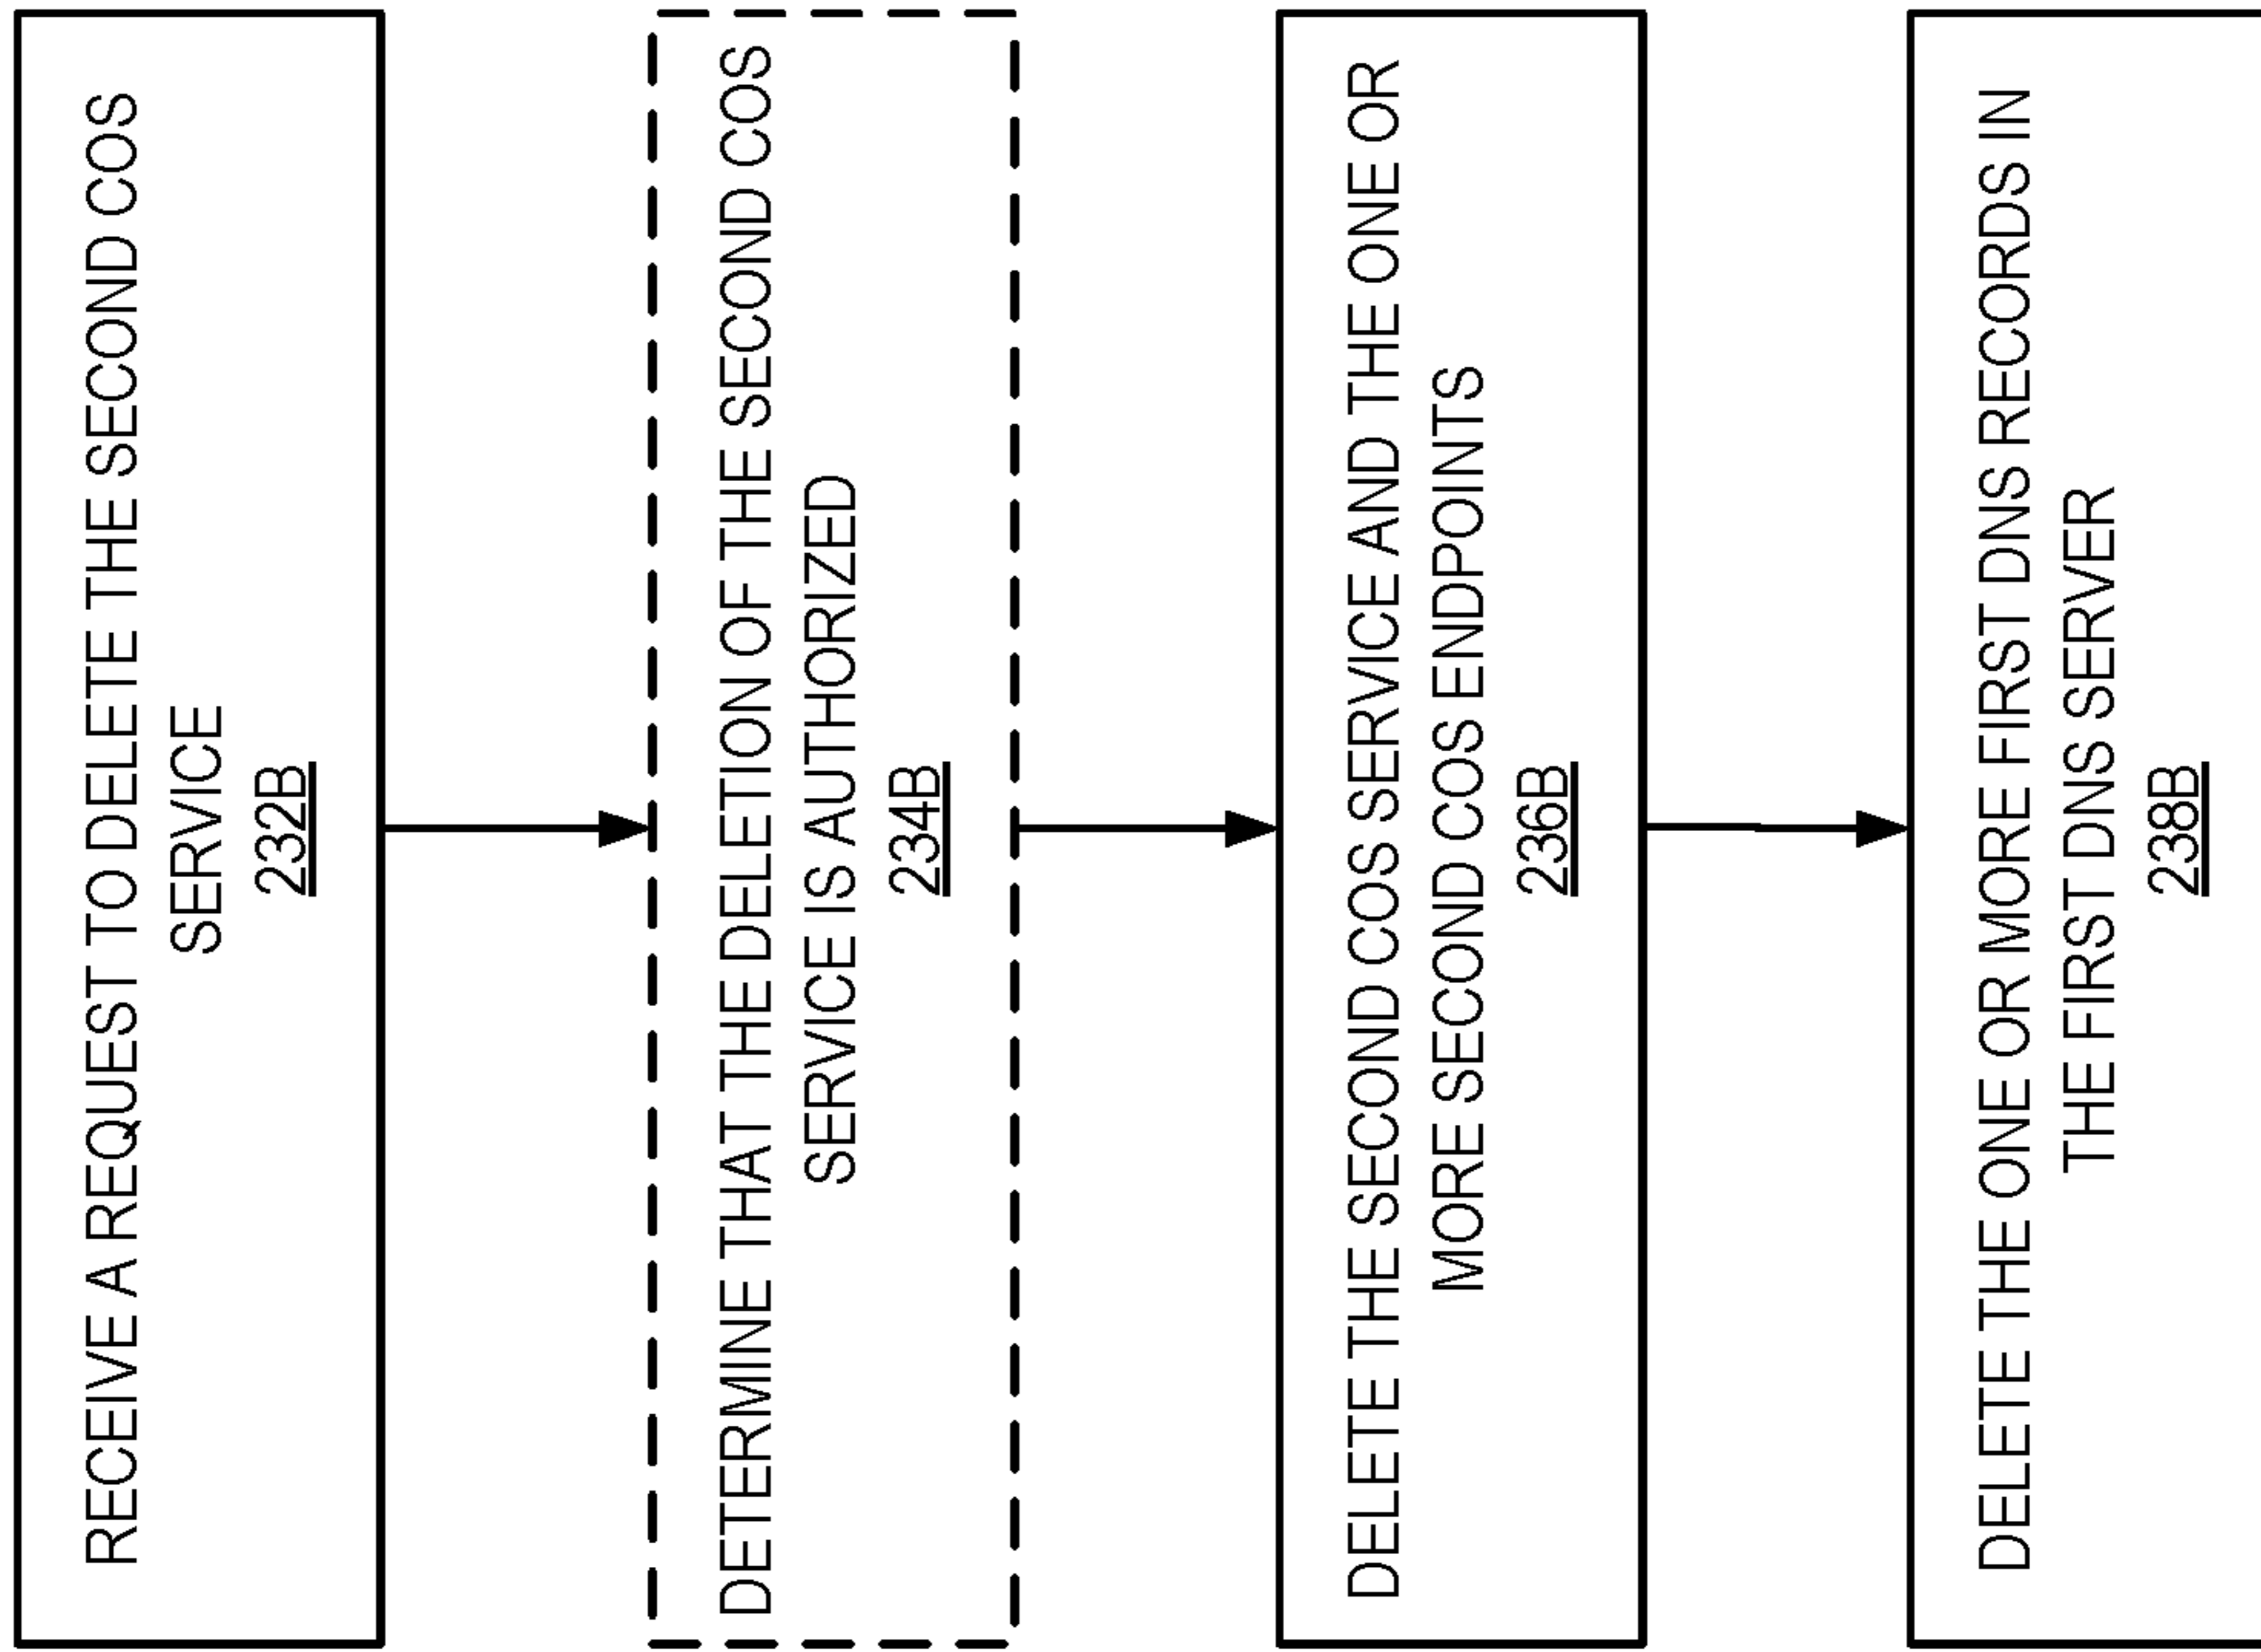 RECEIVE A REQUEST TO DELETE THE SECOND COS
SERVICE
232B
DETERMINE THAT THE DELETION OF THE SECOND COS
SERVICE IS AUTHORIZED
234B
DELETE THE SECOND COS SERVICE AND THE ONE OR
MORE SECOND COS ENDPOINTS
236B
DELETE THE ONE OR MORE FIRST DNS RECORDS IN
THE FIRST DNS SERVER
238B